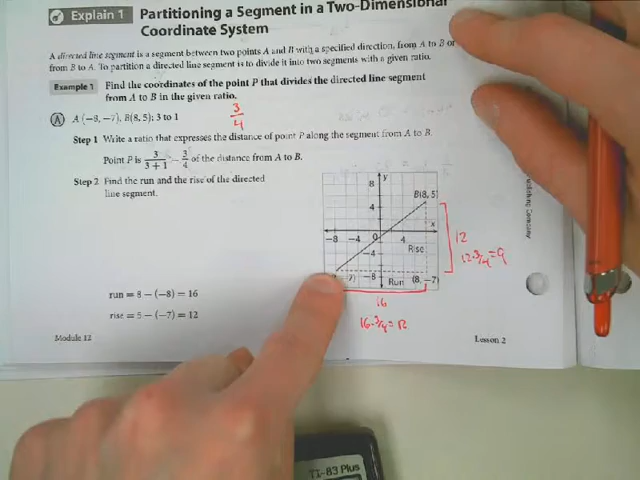 Explain 1 Partitioning a Segment in a Two-Dimensional
Coordinate System
A directed line segment is a segment between two points A and B with a specified direction, from A to B or
from B to A. To partition a directed line segment is to divide it into two segments with a given ratio.
Example 1 Find the coordinates of the point P that divides the directed line segment
from A to B in the given ratio.
A A(−8, −7), B(8, 5); 3 to 1
3/4
Step 1 Write a ratio that expresses the distance of point P along the segment from A to B.
Point P is 3/(3 + 1) = 3/4 of the distance from A to B.
Step 2 Find the run and the rise of the directed
line segment.
y
8
B(8, 5)
4
x
−8 −4 0 4
Rise
−4
−8 Run (8, −7)
12
12·3/4=9
16
16·3/4=12
run = 8 − (−8) = 16
rise = 5 − (−7) = 12
Module 12
Lesson 2
Publishing Company
TI-83 Plus